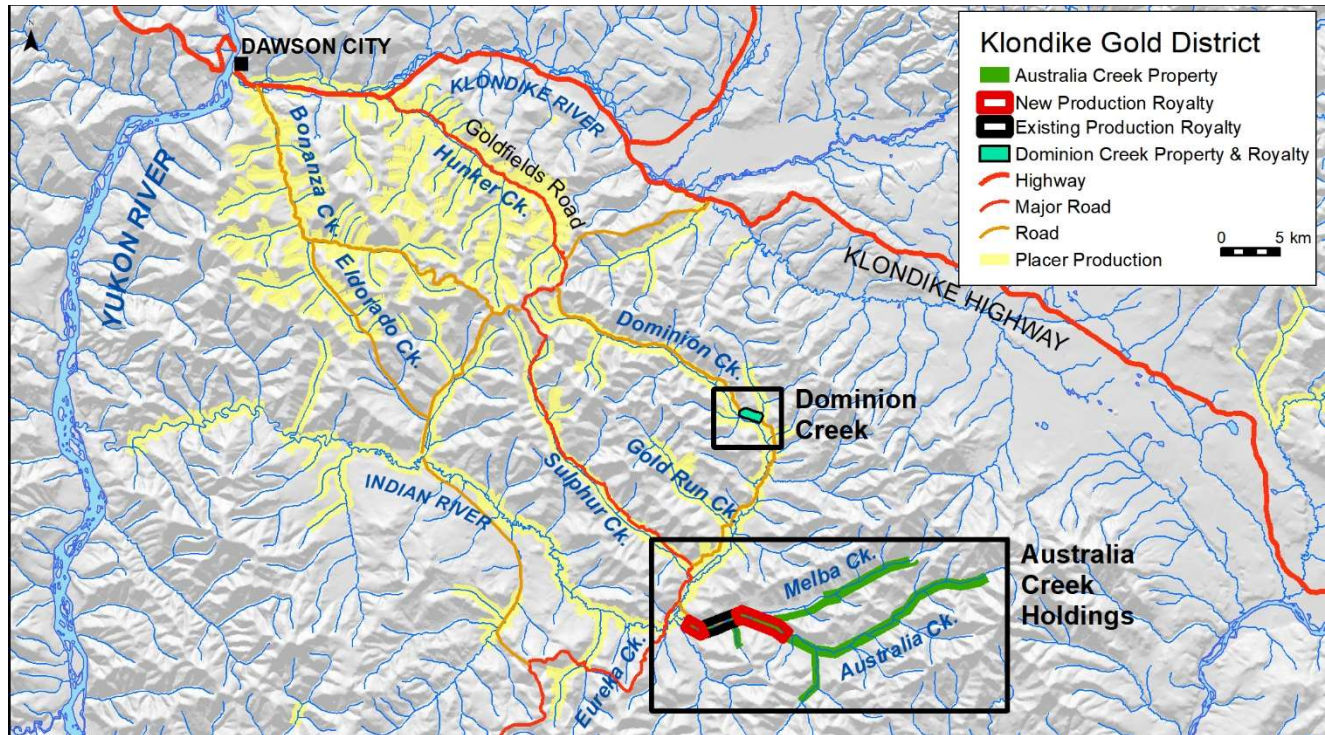 N
DAWSON CITY
KLONDIKE RIVER
Bonanza Ck.
Goldfields Road
Hunker Ck.
YUKON RIVER
Eldorado Ck.
KLONDIKE HIGHWAY
Dominion Ck.
Dominion
Creek
Gold Run Ck.
Sulphur Ck.
INDIAN RIVER
Australia
Creek
Holdings
Melba Ck.
Australia Ck.
Eureka Ck.
Klondike Gold District
Australia Creek Property
New Production Royalty
Existing Production Royalty
Dominion Creek Property & Royalty
Highway
Major Road
Road
Placer Production
0 5 km